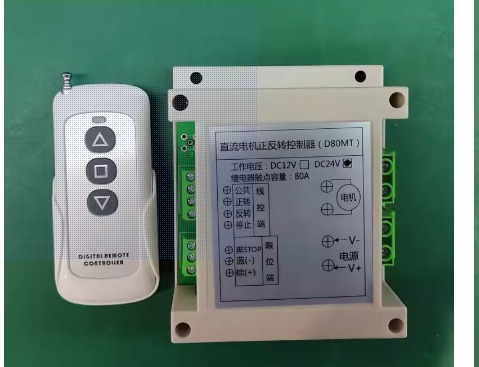 DIGITAL REMOTE
CONTROLLER
直流电机正反转控制器（D80MT）
工作电压：DC12V DC24V
继电器触点容量：80A
公共
正转
反转
停止
线
控
端
电机
黑STOP
蓝(-)
棕(+)
限
位
端
V-
电源
V+